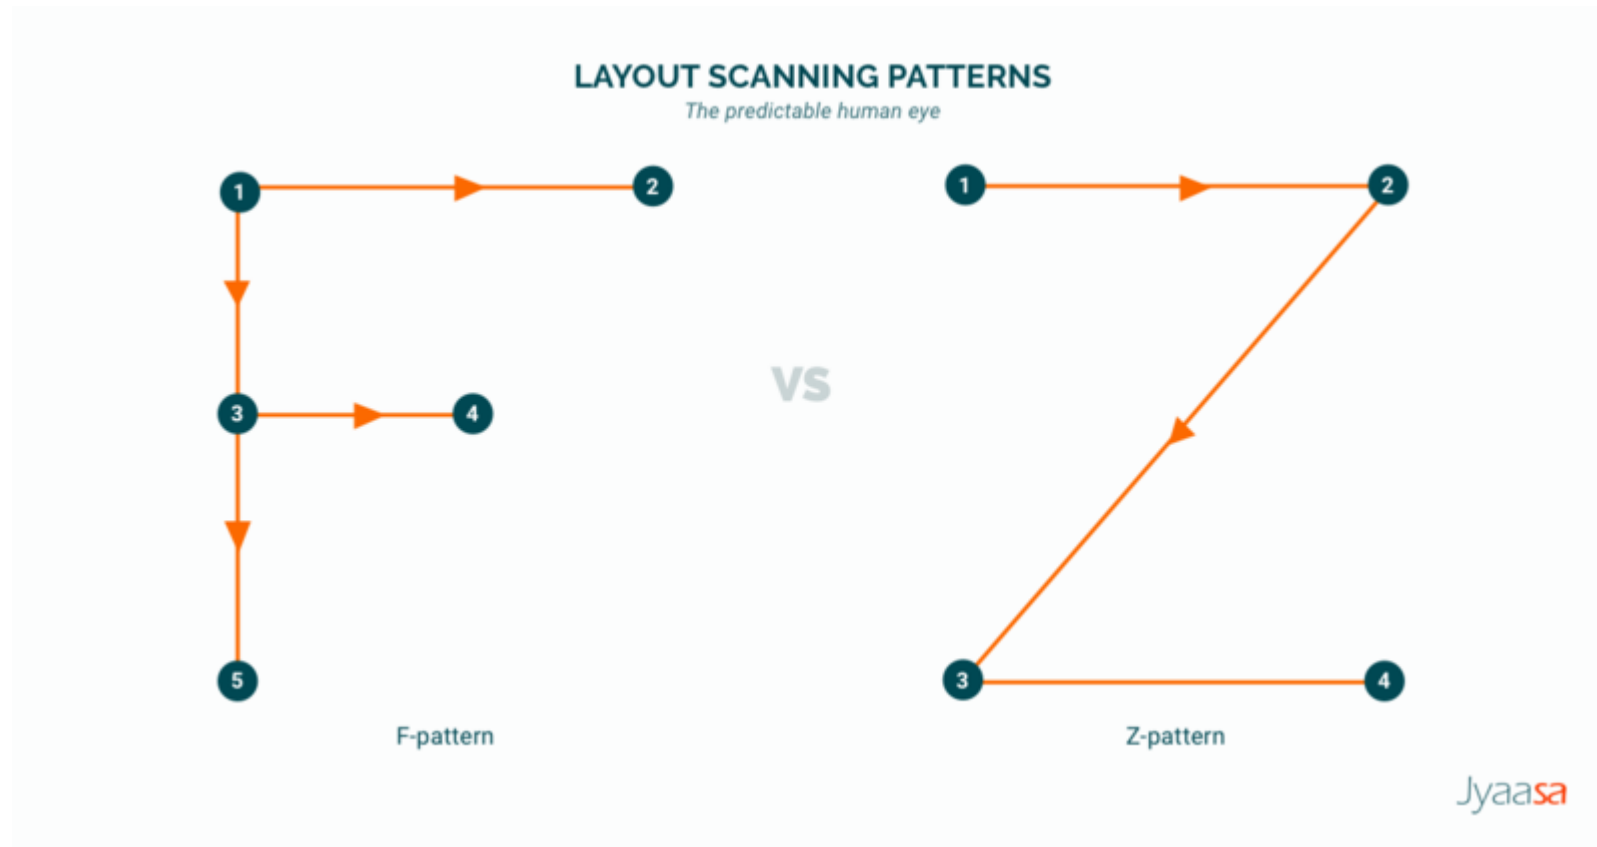 LAYOUT SCANNING PATTERNS
The predictable human eye
1
2
3
4
5
F-pattern
VS
1
2
3
4
Z-pattern
Jyaasa